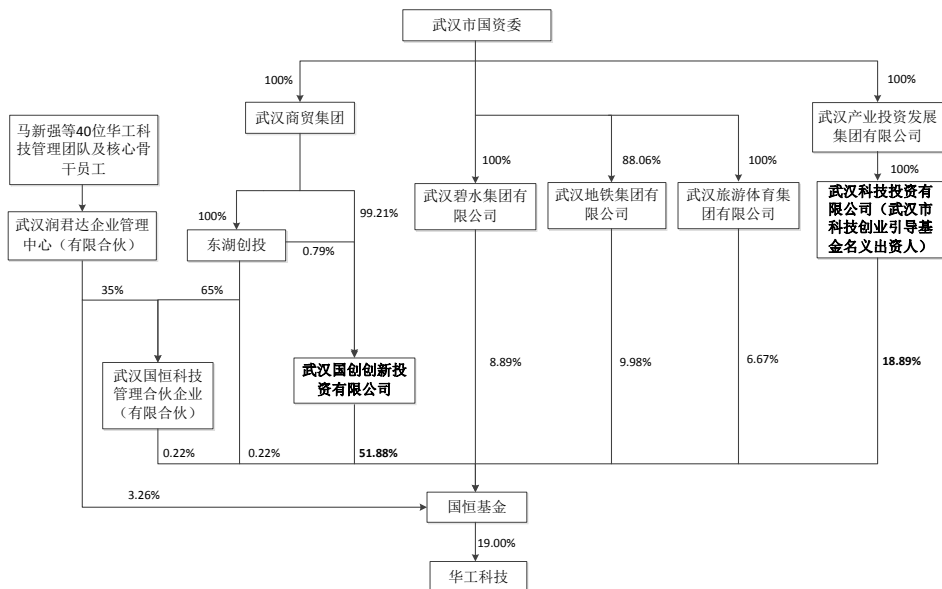 武汉市国资委
100%
100%
武汉商贸集团
武汉产业投资发展
集团有限公司
马新强等40位华工科
技管理团队及核心骨
干员工
100%
88.06%
100%
100%
武汉碧水集团有
限公司
武汉地铁集团有
限公司
武汉旅游体育集
团有限公司
武汉科技投资有
限公司（武汉市
科技创业引导基
金名义出资人）
武汉润君达企业管理
中心（有限合伙）
100%
99.21%
东湖创投
0.79%
35%
65%
武汉国恒科技
管理合伙企业
（有限合伙）
武汉国创创新投
资有限公司
8.89%
9.98%
6.67%
18.89%
0.22%
0.22%
51.88%
3.26%
国恒基金
19.00%
华工科技